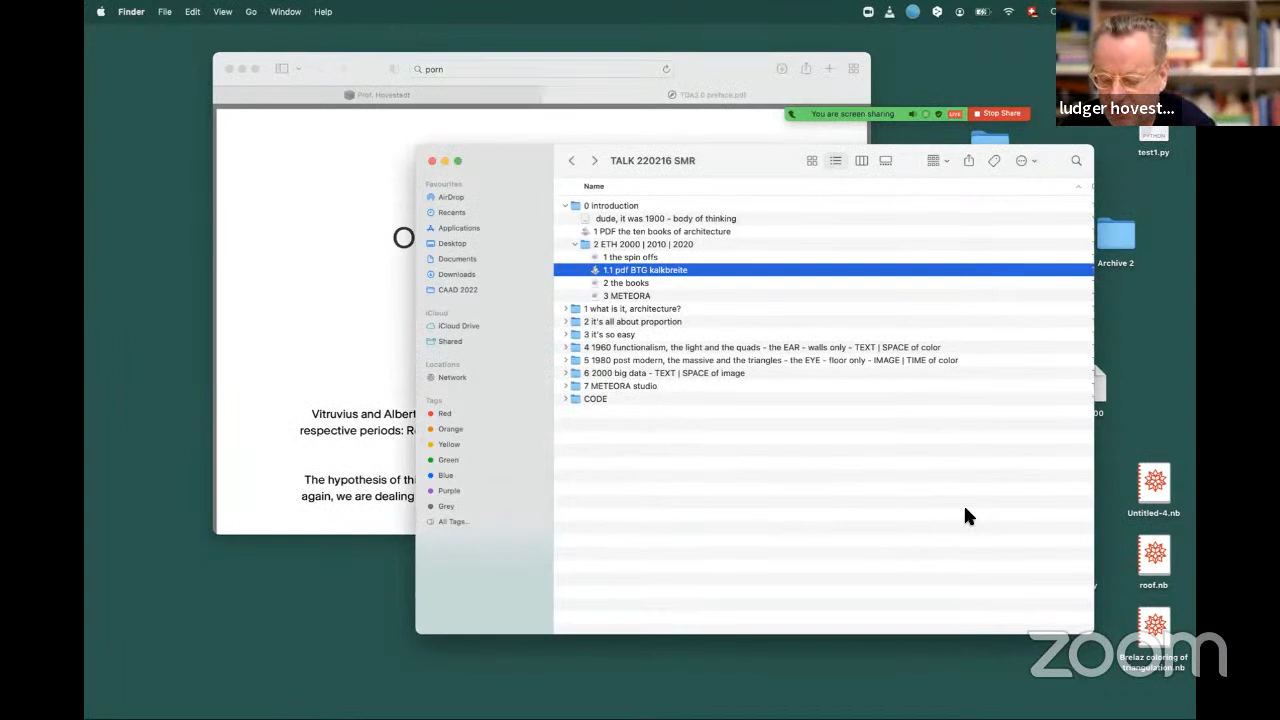 Finder File Edit View Go Window Help
porn
Prof. Hovestadt
TDA2.0 preface.pdf
ludger hovest...
You are screen sharing LIVE Stop Share
test1.py
TALK 220216 SMR
Name
Favourites
AirDrop
Recents
Applications
Desktop
Documents
Downloads
CAAD 2022
iCloud
iCloud Drive
Shared
Locations
Network
Tags
Red
Orange
Yellow
Green
Blue
Purple
Grey
All Tags...
0 introduction
dude, it was 1900 - body of thinking
1 PDF the ten books of architecture
2 ETH 2000 | 2010 | 2020
1 the spin offs
1.1 pdf BTG kalkbreite
2 the books
3 METEORA
1 what is it, architecture?
2 it's all about proportion
3 it's so easy
4 1960 functionalism, the light and the quads - the EAR - walls only - TEXT | SPACE of color
5 1980 post modern, the massive and the triangles - the EYE - floor only - IMAGE | TIME of color
6 2000 big data - TEXT | SPACE of image
7 METEORA studio
CODE
O
Vitruvius and Albert
respective periods: R
The hypothesis of thi
again, we are dealing
Archive 2
00
Untitled-4.nb
y
roof.nb
Brelaz coloring of
triangulation.nb
zoom